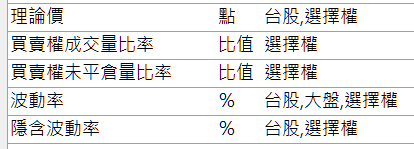 理論價 點 台股,選擇權
買賣權成交量比率 比值 選擇權
買賣權未平倉量比率 比值 選擇權
波動率 % 台股,大盤,選擇權
隱含波動率 % 台股,選擇權